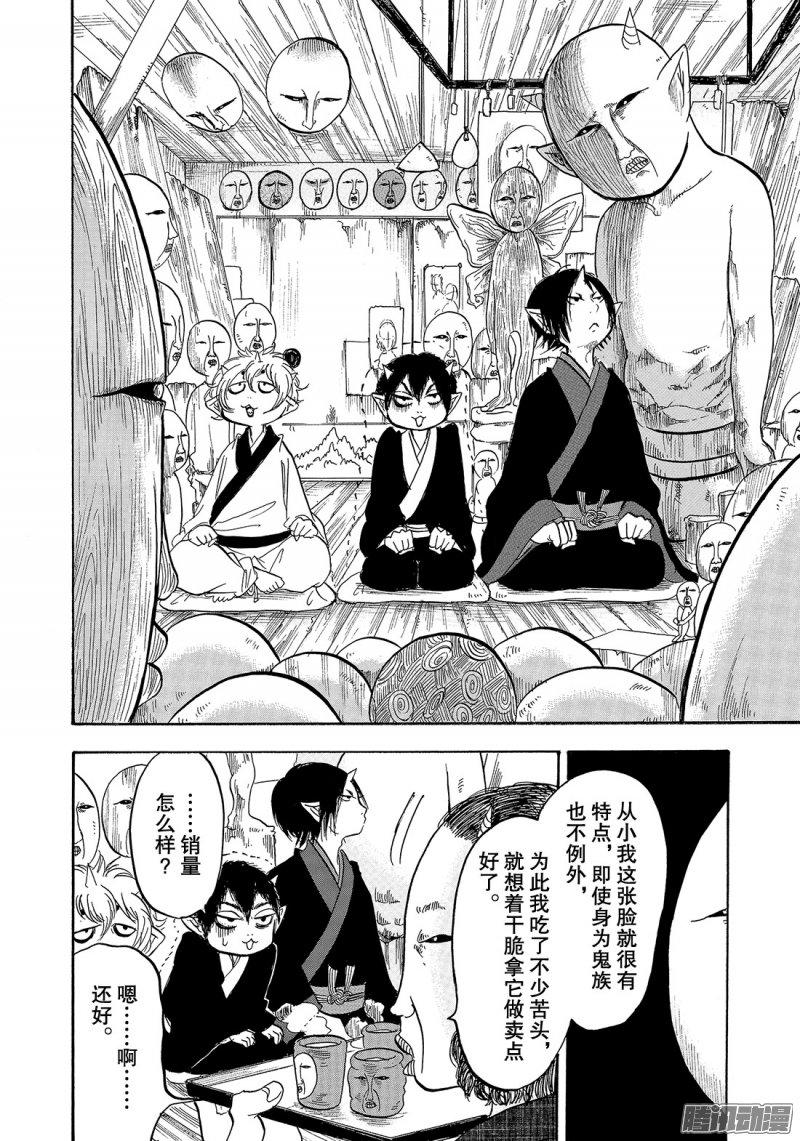 从小我这张脸就很有
特点，即使身为鬼族
也不例外，
为此我吃了不少苦头，
就想着干脆拿它做卖点
好了。
……销量
怎么样？
嗯……啊……
还好。
腾讯动漫